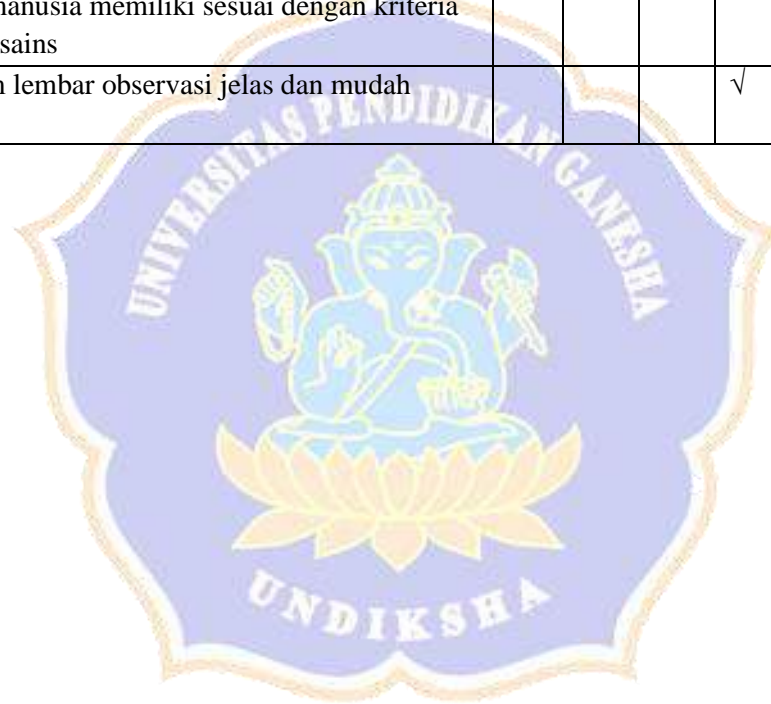 manusia memiliki sesuai dengan kriteria
sains
lembar observasi jelas dan mudah √
UNIVERSITAS PENDIDIKAN GANESHA
UNDIKSHA